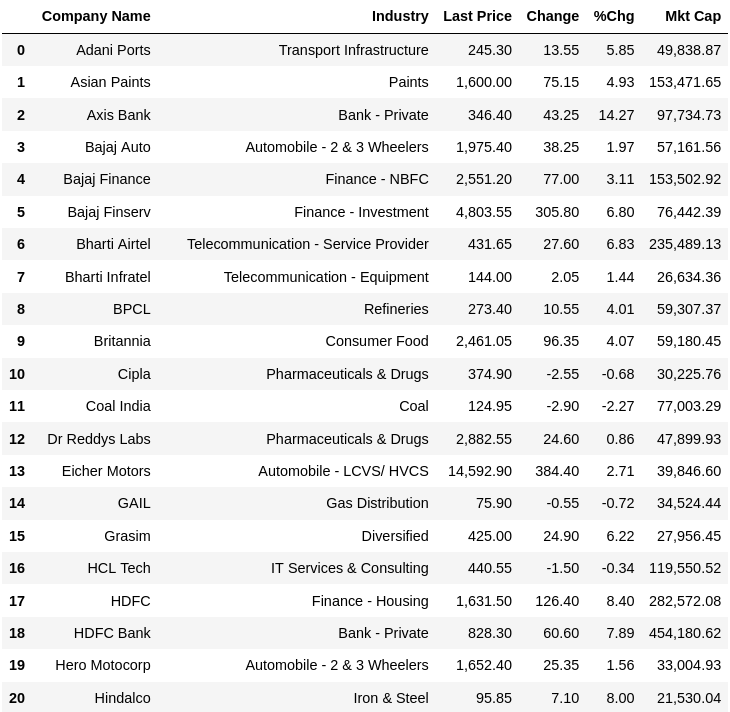 Company Name Industry Last Price Change %Chg Mkt Cap
0 Adani Ports Transport Infrastructure 245.30 13.55 5.85 49,838.87
1 Asian Paints Paints 1,600.00 75.15 4.93 153,471.65
2 Axis Bank Bank - Private 346.40 43.25 14.27 97,734.73
3 Bajaj Auto Automobile - 2 & 3 Wheelers 1,975.40 38.25 1.97 57,161.56
4 Bajaj Finance Finance - NBFC 2,551.20 77.00 3.11 153,502.92
5 Bajaj Finserv Finance - Investment 4,803.55 305.80 6.80 76,442.39
6 Bharti Airtel Telecommunication - Service Provider 431.65 27.60 6.83 235,489.13
7 Bharti Infratel Telecommunication - Equipment 144.00 2.05 1.44 26,634.36
8 BPCL Refineries 273.40 10.55 4.01 59,307.37
9 Britannia Consumer Food 2,461.05 96.35 4.07 59,180.45
10 Cipla Pharmaceuticals & Drugs 374.90 -2.55 -0.68 30,225.76
11 Coal India Coal 124.95 -2.90 -2.27 77,003.29
12 Dr Reddys Labs Pharmaceuticals & Drugs 2,882.55 24.60 0.86 47,899.93
13 Eicher Motors Automobile - LCVS/ HVCS 14,592.90 384.40 2.71 39,846.60
14 GAIL Gas Distribution 75.90 -0.55 -0.72 34,524.44
15 Grasim Diversified 425.00 24.90 6.22 27,956.45
16 HCL Tech IT Services & Consulting 440.55 -1.50 -0.34 119,550.52
17 HDFC Finance - Housing 1,631.50 126.40 8.40 282,572.08
18 HDFC Bank Bank - Private 828.30 60.60 7.89 454,180.62
19 Hero Motocorp Automobile - 2 & 3 Wheelers 1,652.40 25.35 1.56 33,004.93
20 Hindalco Iron & Steel 95.85 7.10 8.00 21,530.04